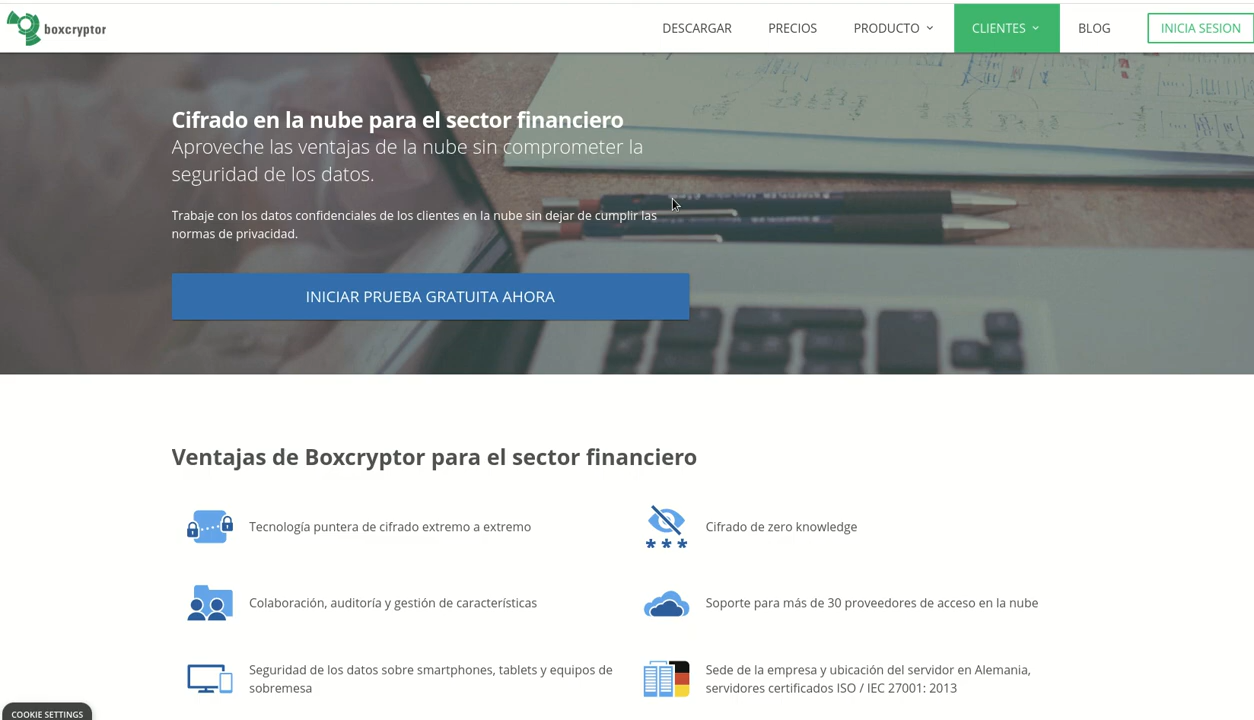 boxcryptor
DESCARGAR
PRECIOS
PRODUCTO
CLIENTES
BLOG
INICIA SESION
Cifrado en la nube para el sector financiero
Aproveche las ventajas de la nube sin comprometer la
seguridad de los datos.
Trabaje con los datos confidenciales de los clientes en la nube sin dejar de cumplir las
normas de privacidad.
INICIAR PRUEBA GRATUITA AHORA
Ventajas de Boxcryptor para el sector financiero
Tecnología puntera de cifrado extremo a extremo
Cifrado de zero knowledge
Colaboración, auditoría y gestión de características
Soporte para más de 30 proveedores de acceso en la nube
Seguridad de los datos sobre smartphones, tablets y equipos de
sobremesa
Sede de la empresa y ubicación del servidor en Alemania,
servidores certificados ISO / IEC 27001: 2013
COOKIE SETTINGS